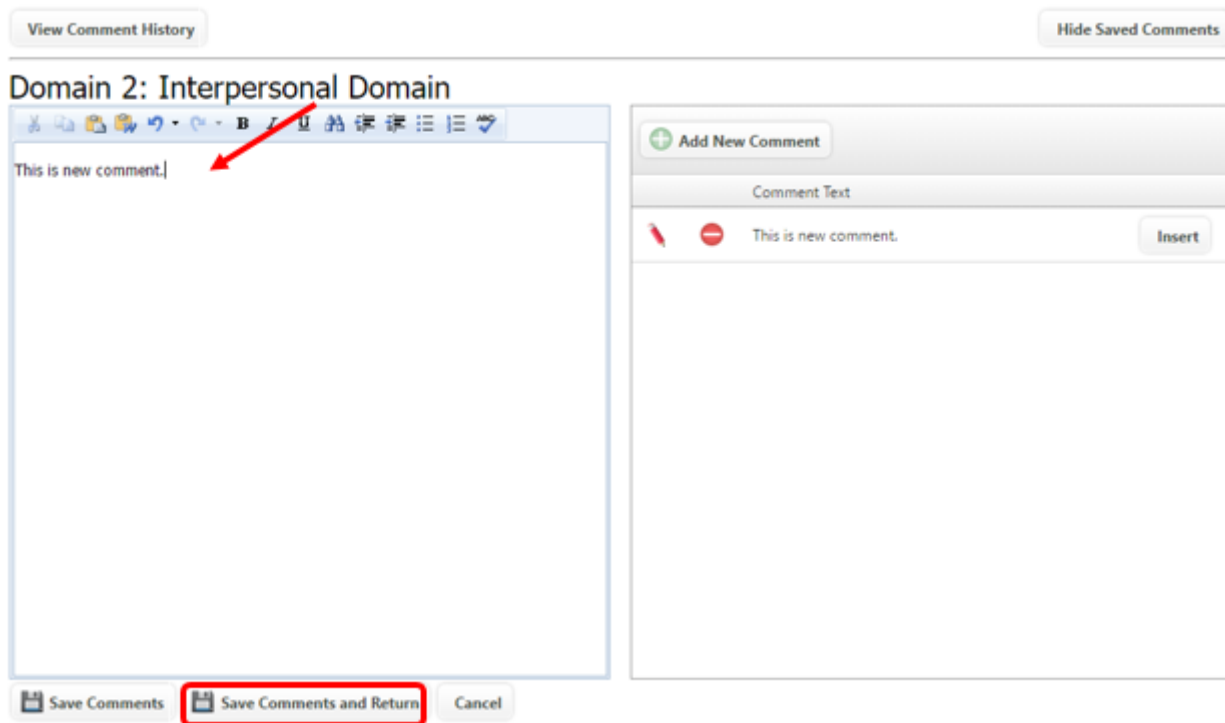 View Comment History
Hide Saved Comments
Domain 2: Interpersonal Domain
B I U
ABC
This is new comment.
Add New Comment
Comment Text
This is new comment.
Insert
Save Comments
Save Comments and Return
Cancel